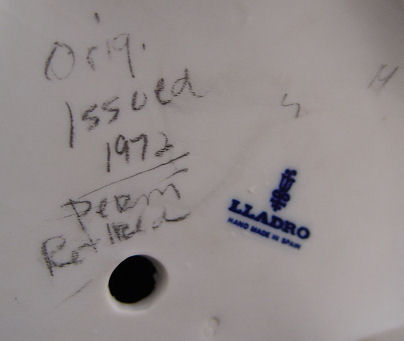 Orig.
Issued
1972
Perm
Retired
LLADRO
HAND MADE IN SPAIN